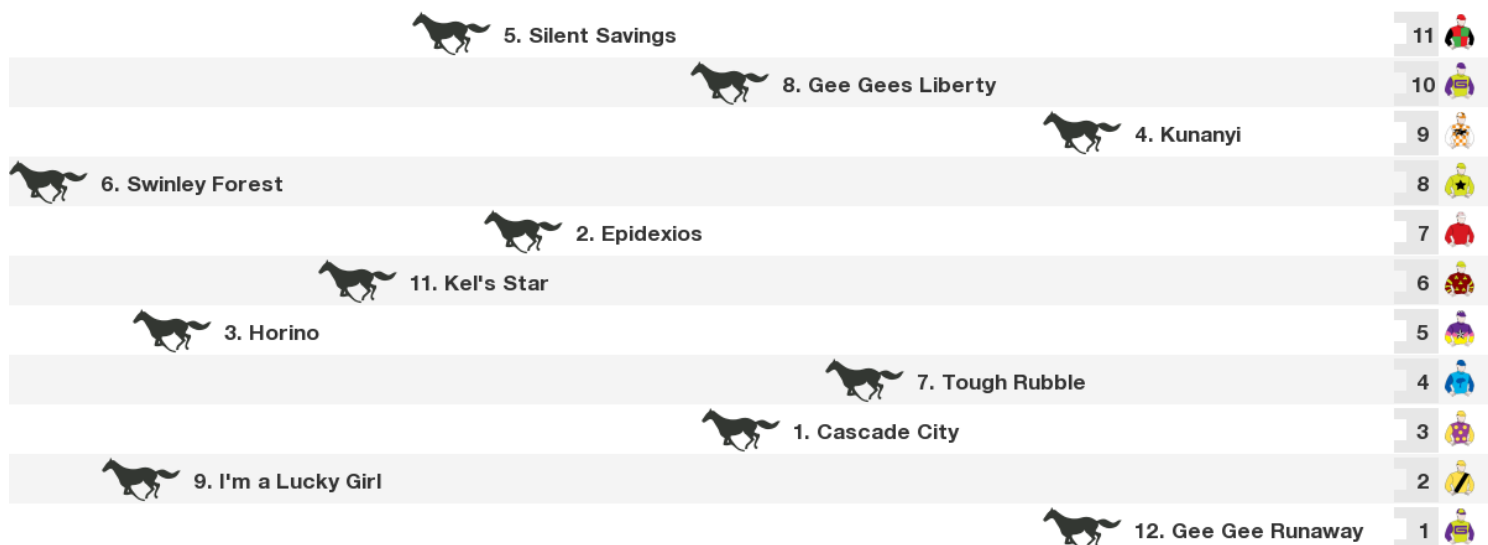 5. Silent Savings 11
8. Gee Gees Liberty 10
4. Kunanyi 9
6. Swinley Forest 8
2. Epidexios 7
11. Kel's Star 6
3. Horino 5
7. Tough Rubble 4
1. Cascade City 3
9. I'm a Lucky Girl 2
12. Gee Gee Runaway 1